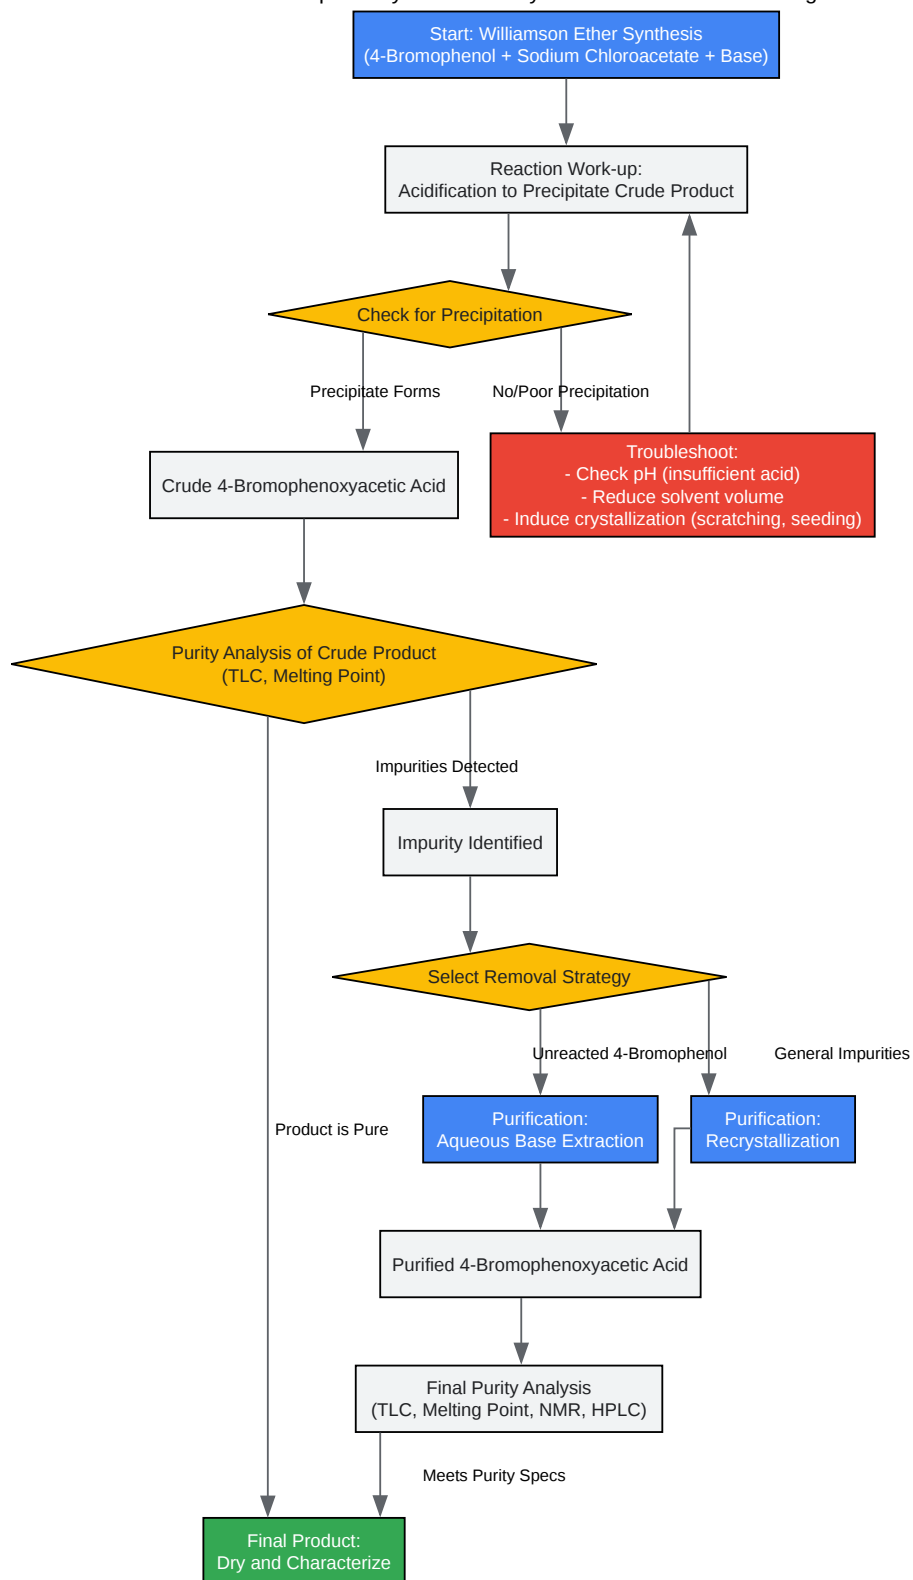 Start: Williamson Ether Synthesis
(4-Bromophenol + Sodium Chloroacetate + Base)
Reaction Work-up:
Acidification to Precipitate Crude Product
Check for Precipitation
Precipitate Forms
No/Poor Precipitation
Troubleshoot:
- Check pH (insufficient acid)
- Reduce solvent volume
- Induce crystallization (scratching, seeding)
Crude 4-Bromophenoxyacetic Acid
Purity Analysis of Crude Product
(TLC, Melting Point)
Impurities Detected
Impurity Identified
Select Removal Strategy
Unreacted 4-Bromophenol
General Impurities
Product is Pure
Purification:
Aqueous Base Extraction
Purification:
Recrystallization
Purified 4-Bromophenoxyacetic Acid
Final Purity Analysis
(TLC, Melting Point, NMR, HPLC)
Meets Purity Specs
Final Product:
Dry and Characterize